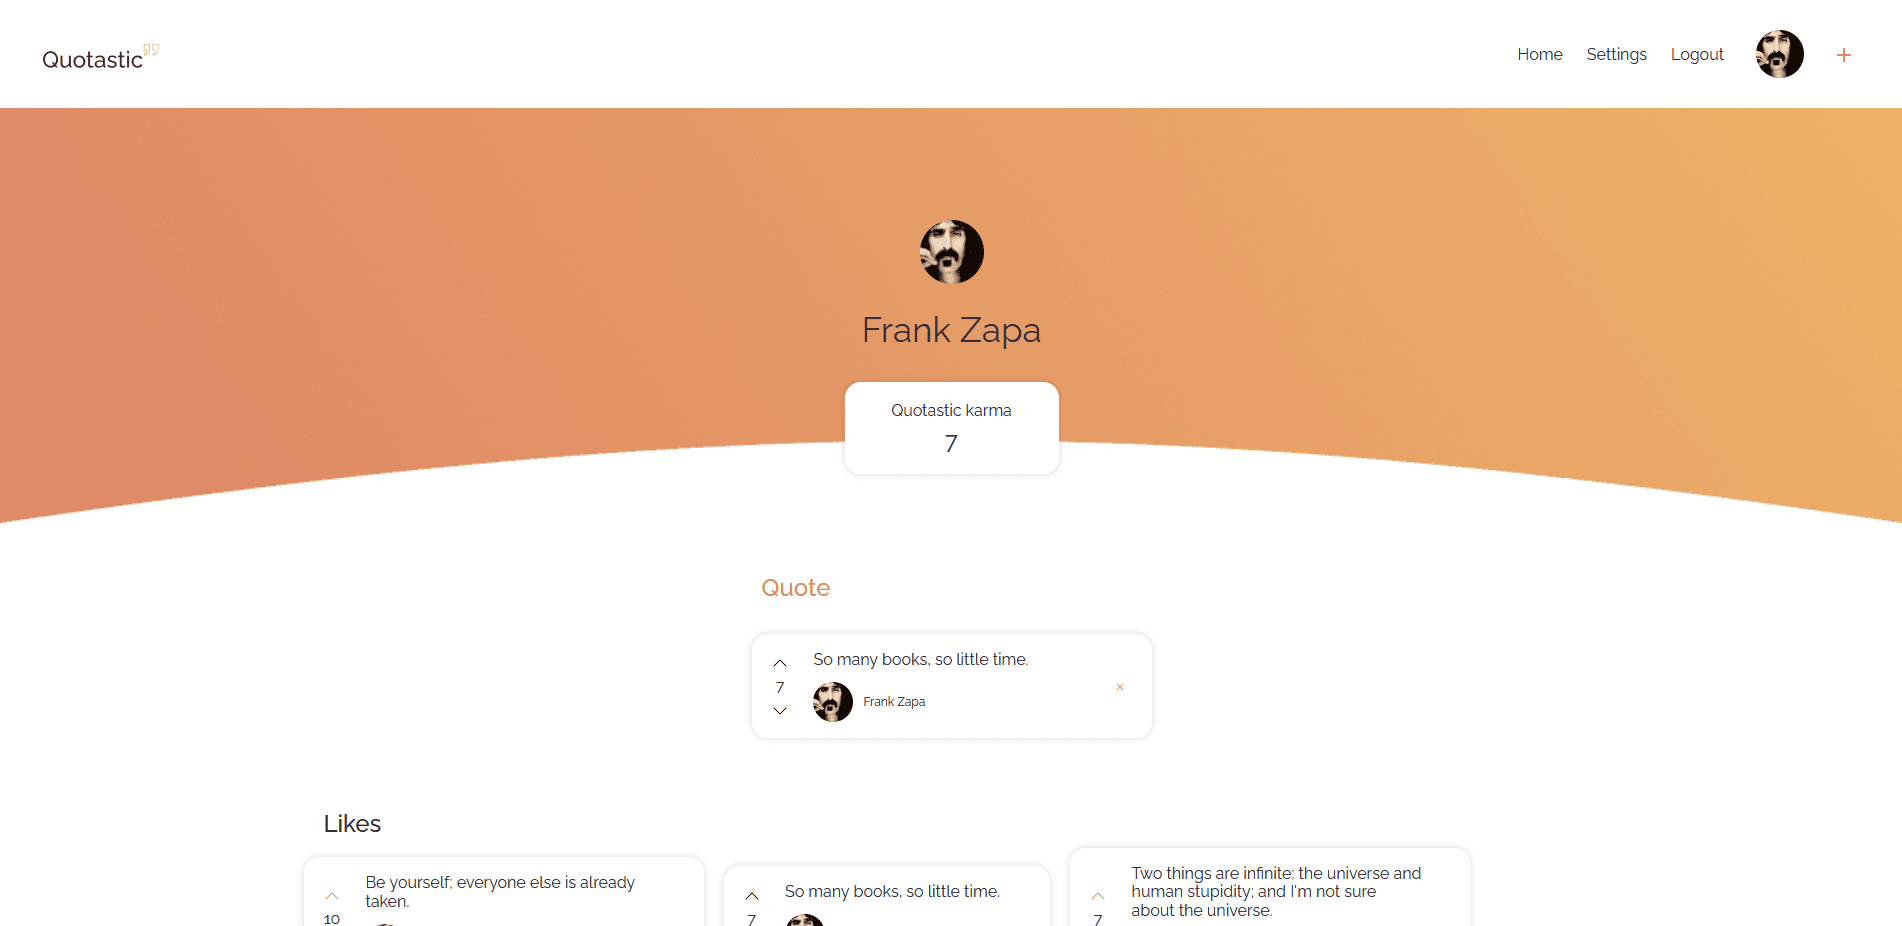 Quotastic
Home Settings Logout
Frank Zapa
Quotastic karma
7
Quote
So many books, so little time.
7
Frank Zapa
Likes
Be yourself; everyone else is already
taken.
10
So many books, so little time.
7
Two things are infinite: the universe and
human stupidity; and I'm not sure
about the universe.
7